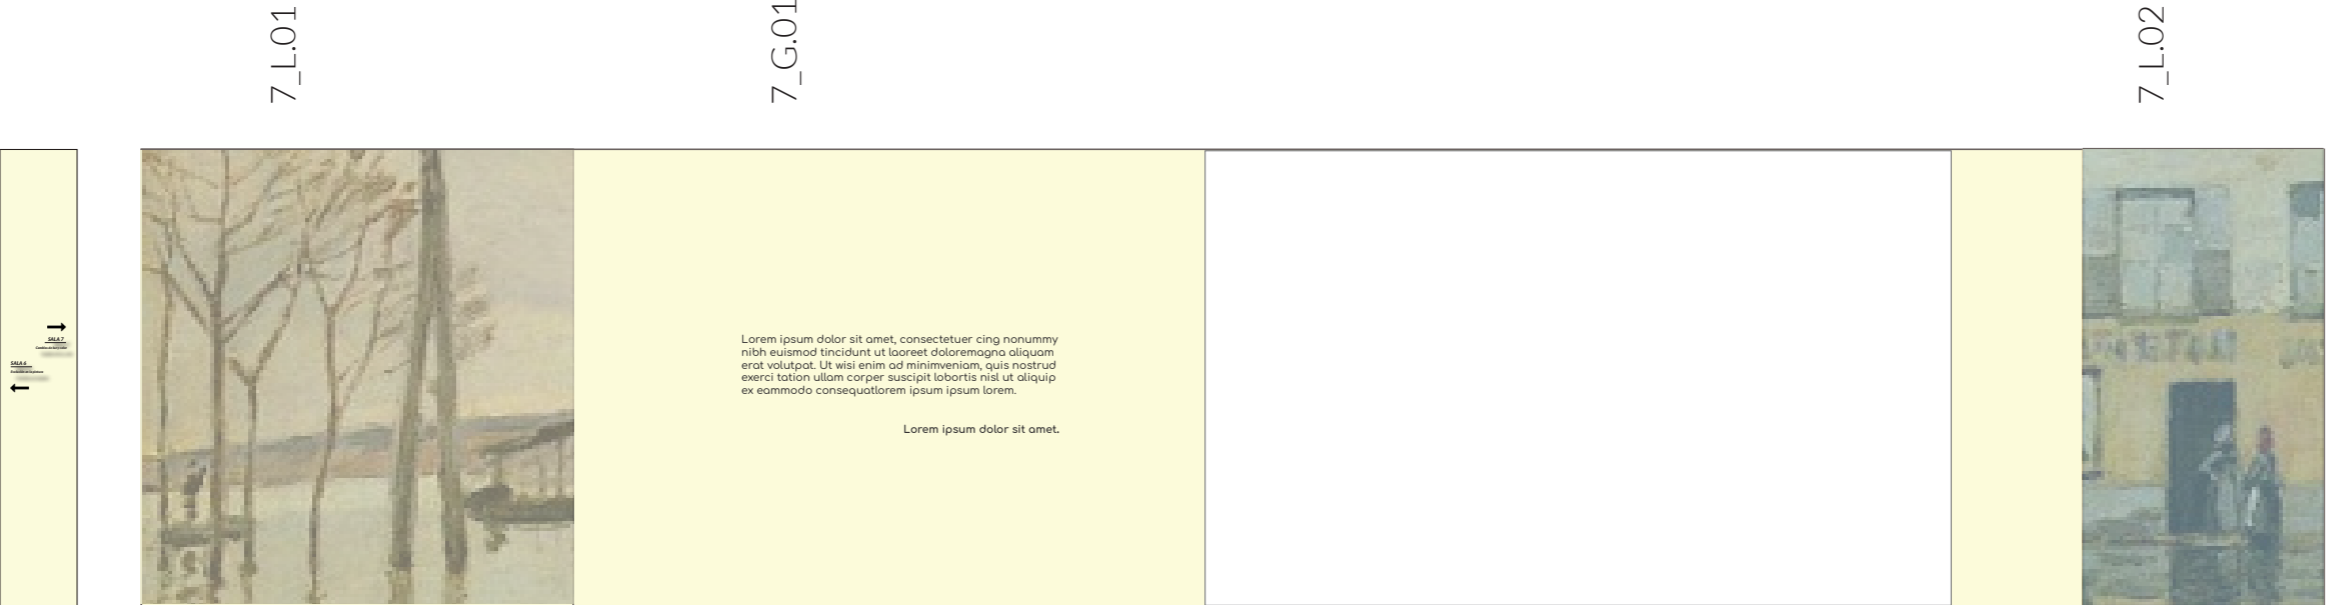 7_L.01
7_G.01
7_L.02
SALA 7
SALA 6
Lorem ipsum dolor sit amet, consectetuer cing nonummy
nibh euismod tincidunt ut laoreet doloremagna aliquam
erat volutpat. Ut wisi enim ad minimveniam, quis nostrud
exerci tation ullam corper suscipit lobortis nisl ut aliquip
ex eammodo consequatlorem ipsum ipsum lorem.
Lorem ipsum dolor sit amet.